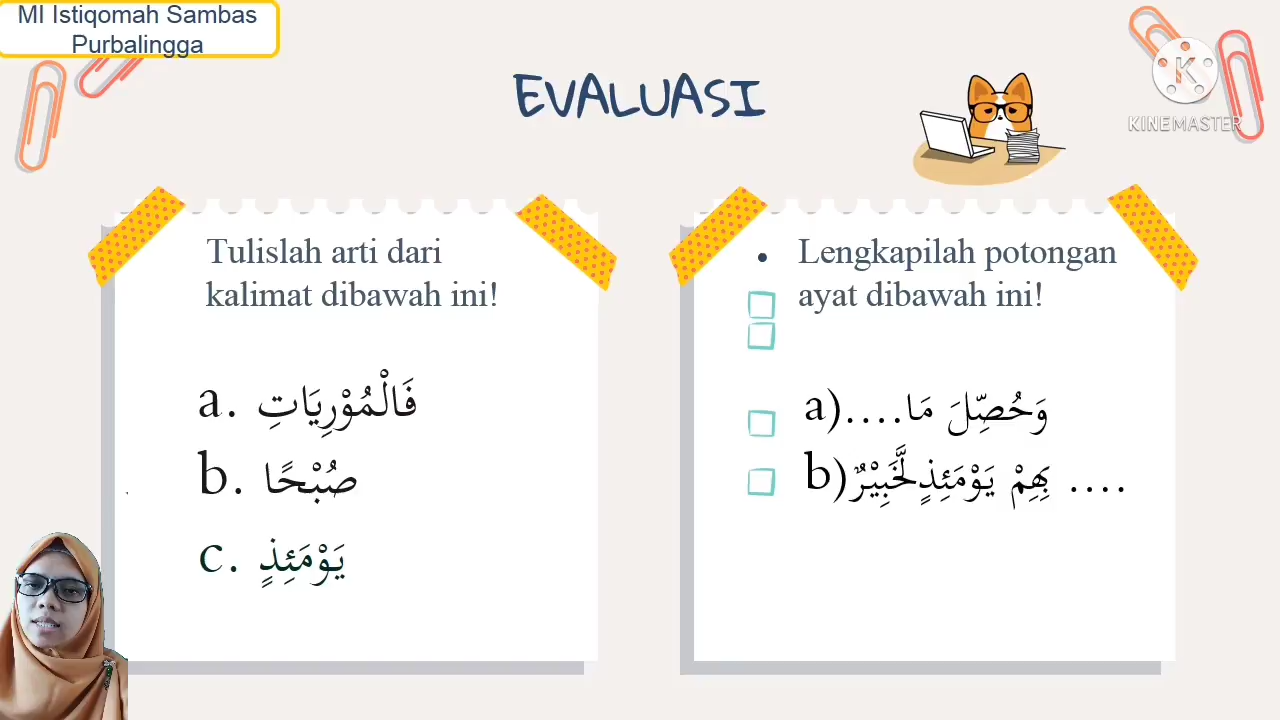 MI Istiqomah Sambas
Purbalingga
EVALUASI
KINEMASTER
Tulislah arti dari
kalimat dibawah ini!
a. فَالْمُوْرِيَاتِ
b. صُبْحًا
c. يَوْمَئِذٍ
• Lengkapilah potongan
ayat dibawah ini!
a)....وَحُصِّلَ مَا
b).... بِهِمْ يَوْمَئِذٍلَّخَبِيْرٌ